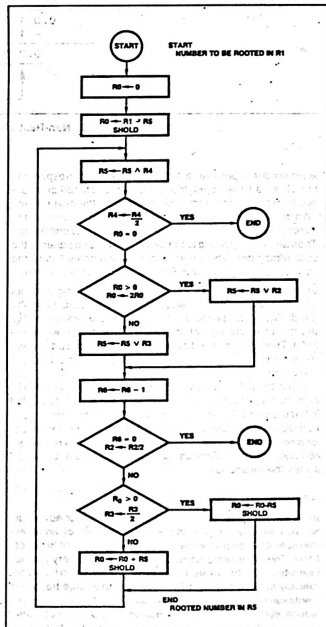 START
START
NUMBER TO BE ROOTED IN R1
R0 ← 0
R0 ← R1 - R5
SHOLD
R5 ← R5 ∧ R4
R4 ← R4/2
R0 = 0
YES
END
R0 > 0
R0 ← 2R0
YES
R5 ← R5 ∨ R2
NO
R5 ← R5 ∨ R3
R6 ← R6 - 1
R6 = 0
R2 ← R2/2
YES
END
NO
R0 > 0
R3 ← R3/2
YES
R0 ← R0-R5
SHOLD
NO
R0 ← R0 + R5
SHOLD
END
ROOTED NUMBER IN R5